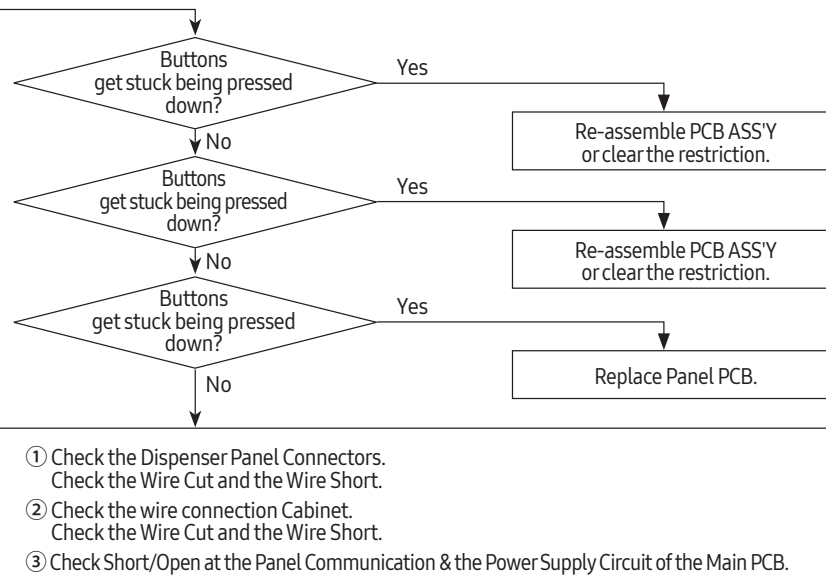 Buttons
get stuck being pressed
down?
Yes
Re-assemble PCB ASS'Y
or clear the restriction.
No
Buttons
get stuck being pressed
down?
Yes
Re-assemble PCB ASS'Y
or clear the restriction.
No
Buttons
get stuck being pressed
down?
Yes
Replace Panel PCB.
No
① Check the Dispenser Panel Connectors.
Check the Wire Cut and the Wire Short.
② Check the wire connection Cabinet.
Check the Wire Cut and the Wire Short.
③ Check Short/Open at the Panel Communication & the Power Supply Circuit of the Main PCB.